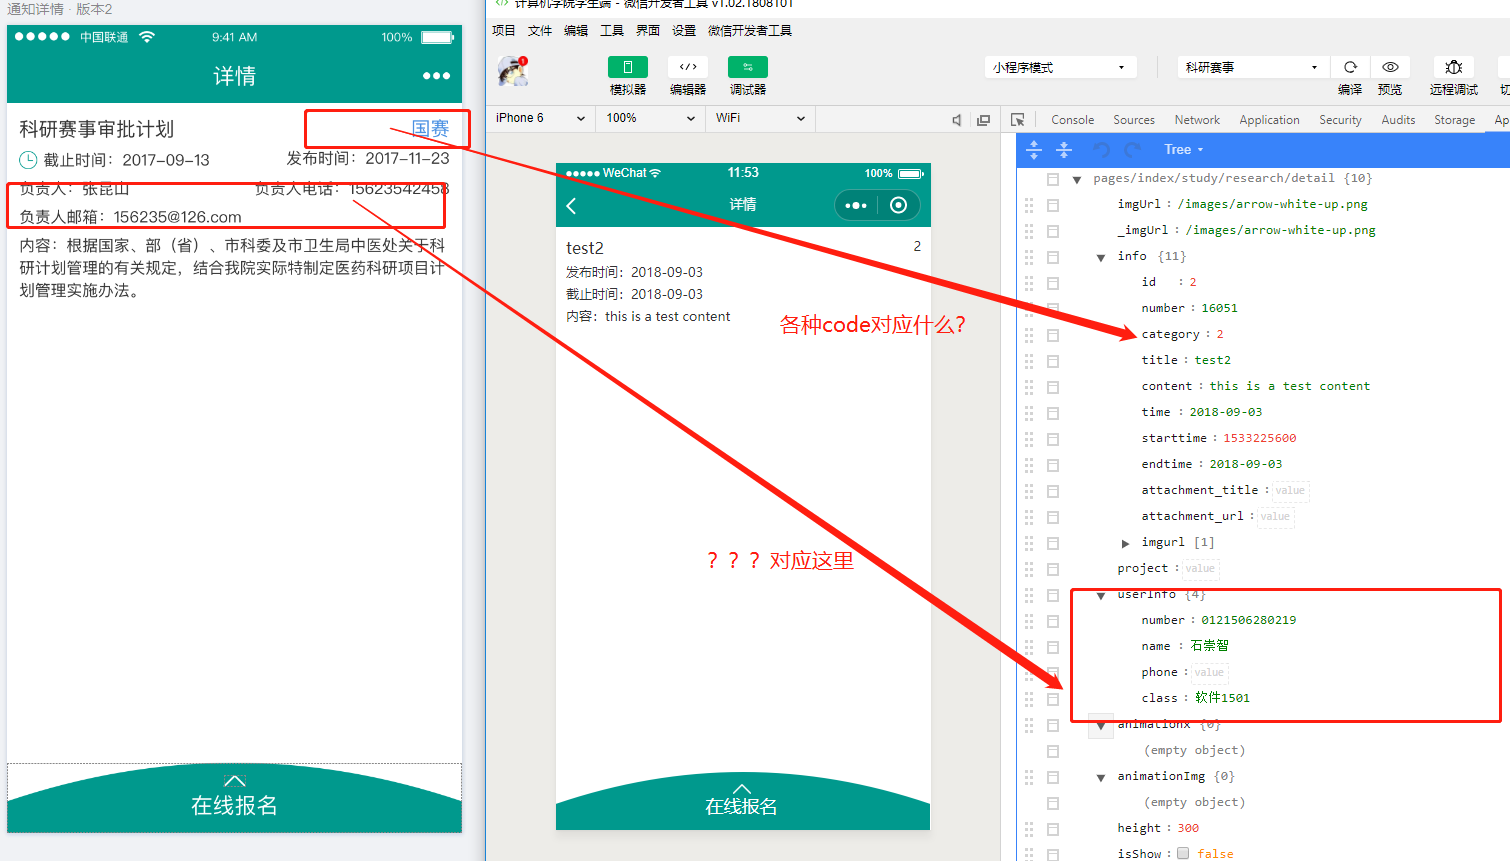 通知详情 · 版本2
中国联通
9:41 AM
100%
详情
科研赛事审批计划
国赛
截止时间：2017-09-13
发布时间：2017-11-23
负责人：张昆山
负责人电话：15623542458
负责人邮箱：156235@126.com
内容：根据国家、部（省）、市科委及市卫生局中医处关于科
研计划管理的有关规定，结合我院实际特制定医药科研项目计
划管理实施办法。
在线报名
计算机学院学生端 - 微信开发者工具 v1.02.1808101
项目 文件 编辑 工具 界面 设置 微信开发者工具
1
模拟器
编辑器
调试器
小程序模式
科研赛事
编译
预览
远程调试
切
iPhone 6
100%
WiFi
Console
Sources
Network
Application
Security
Audits
Storage
Ap
WeChat
11:53
100%
详情
test2
2
发布时间：2018-09-03
截止时间：2018-09-03
内容：this is a test content
各种code对应什么?
？？？对应这里
在线报名
Tree
pages/index/study/research/detail {10}
imgUrl : /images/arrow-white-up.png
_imgUrl : /images/arrow-white-up.png
info {11}
id : 2
number : 16051
category : 2
title : test2
content : this is a test content
time : 2018-09-03
starttime : 1533225600
endtime : 2018-09-03
attachment_title : value
attachment_url : value
imgurl [1]
project : value
userInfo {4}
number : 0121506280219
name : 石崇智
phone : value
class : 软件1501
animationx {0}
(empty object)
animationImg {0}
(empty object)
height : 300
isShow : false